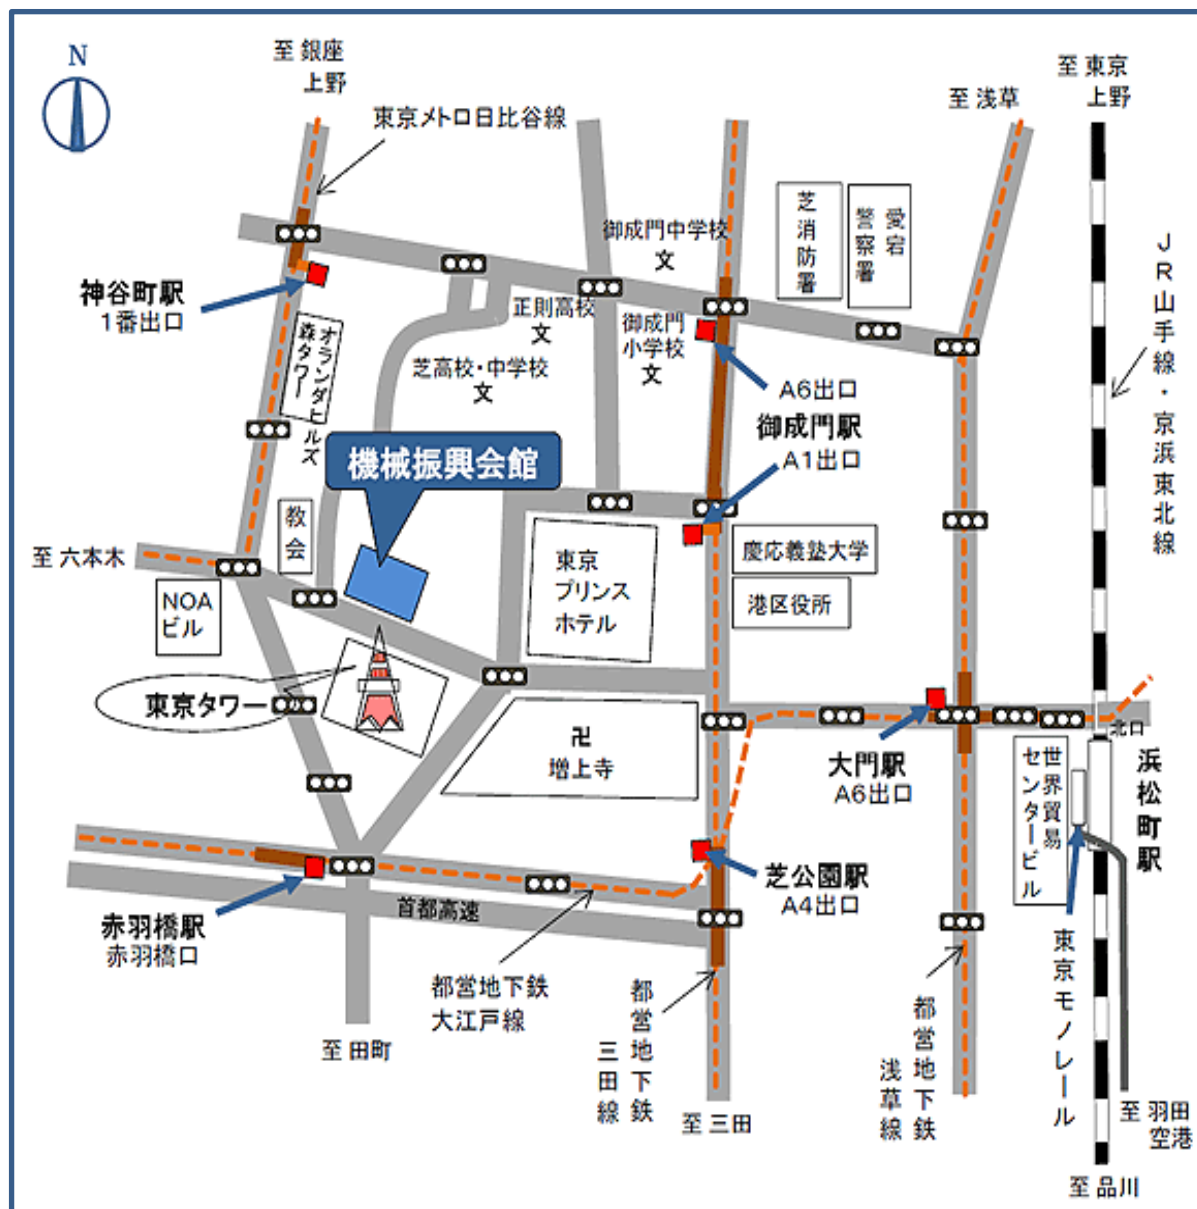 N
至 銀座
上野
東京メトロ日比谷線
至 浅草
至 東京
上野
御成門中学校
文
芝消防署
愛宕
警察署
JR山手線・京浜東北線
神谷町駅
1番出口
正則高校
文
御成門
小学校
文
オランダヒルズ
森タワー
芝高校・中学校
文
A6出口
御成門駅
A1出口
機械振興会館
教会
至 六本木
NOA
ビル
東京
プリンス
ホテル
慶応義塾大学
港区役所
東京タワー
卍
増上寺
大門駅
A6出口
北口
浜松町駅
世界貿易
センタービル
芝公園駅
A4出口
赤羽橋駅
赤羽橋口
首都高速
都営地下鉄
大江戸線
都営地下鉄
三田線
都営地下鉄
浅草線
東京モノレール
至 田町
至 三田
至 羽田
空港
至 品川